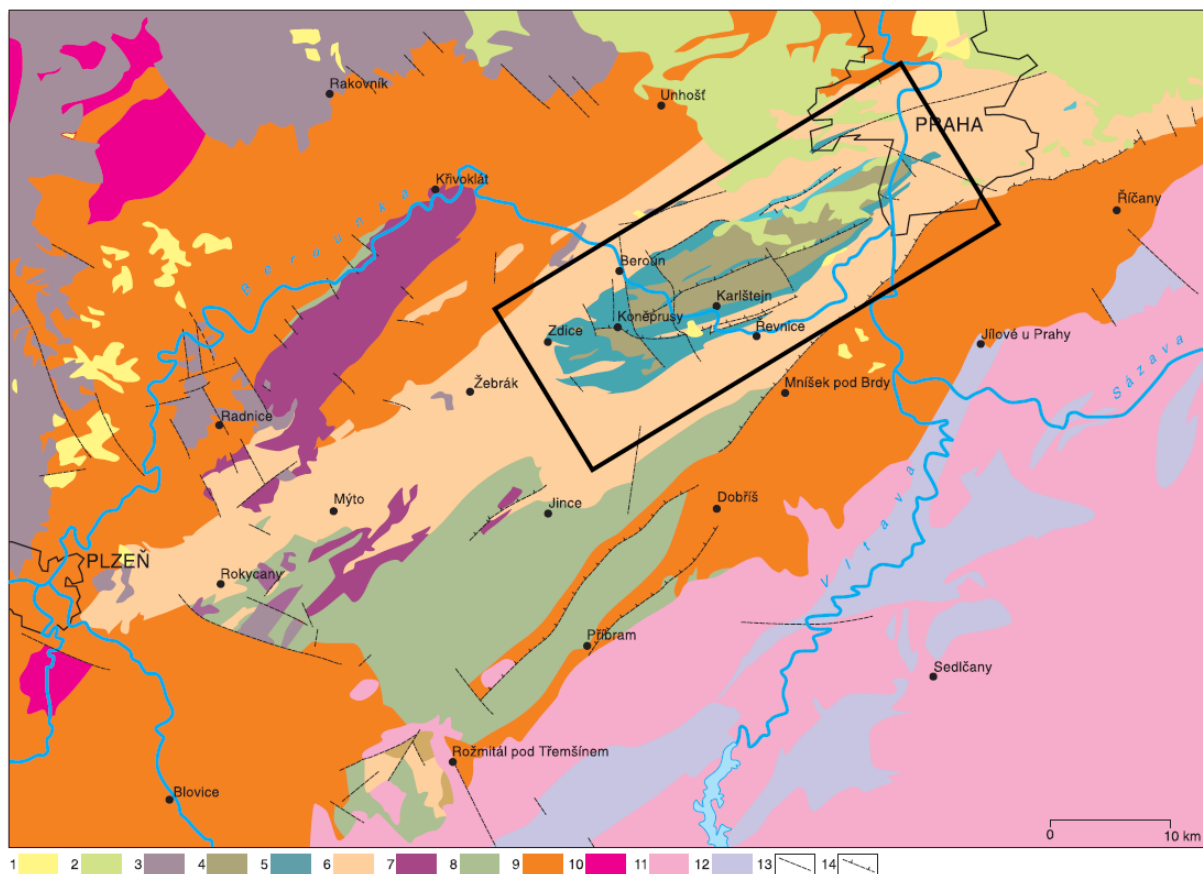 Rakovník
Unhošť
PRAHA
Křivoklát
Říčany
Berounka
Beroun
Karlštejn
Koněprusy
Zdice
Řevnice
Jílové u Prahy
Sázava
Žebrák
Mníšek pod Brdy
Radnice
Mýto
Jince
Dobříš
PLZEŇ
Vltava
Rokycany
Příbram
Sedlčany
Rožmitál pod Třemšínem
Blovice
0 10 km
1 2 3 4 5 6 7 8 9 10 11 12 13 14